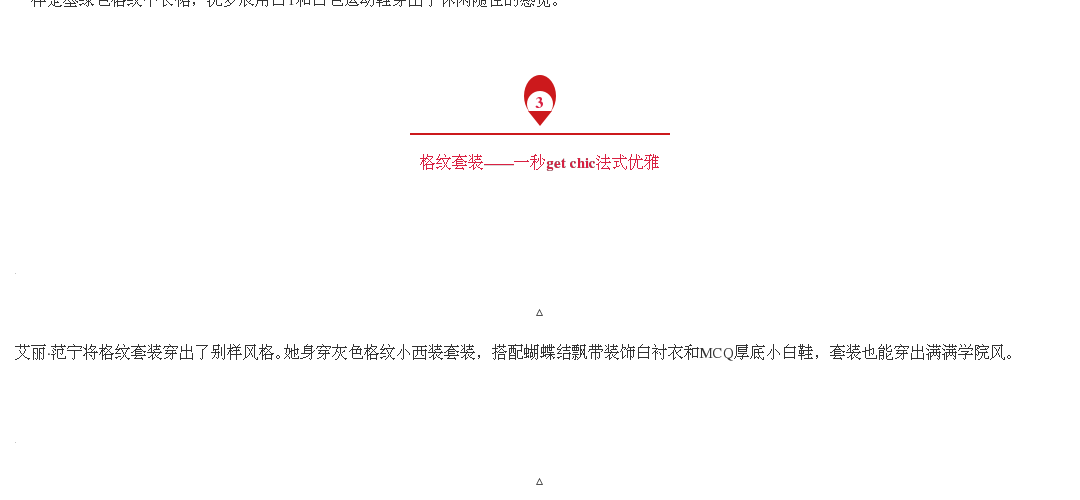 3
格纹套装——一秒get chic法式优雅
△
艾丽·范宁将格纹套装穿出了别样风格。她身穿灰色格纹小西装套装，搭配蝴蝶结飘带装饰白衬衣和MCQ厚底小白鞋，套装也能穿出满满学院风。
△